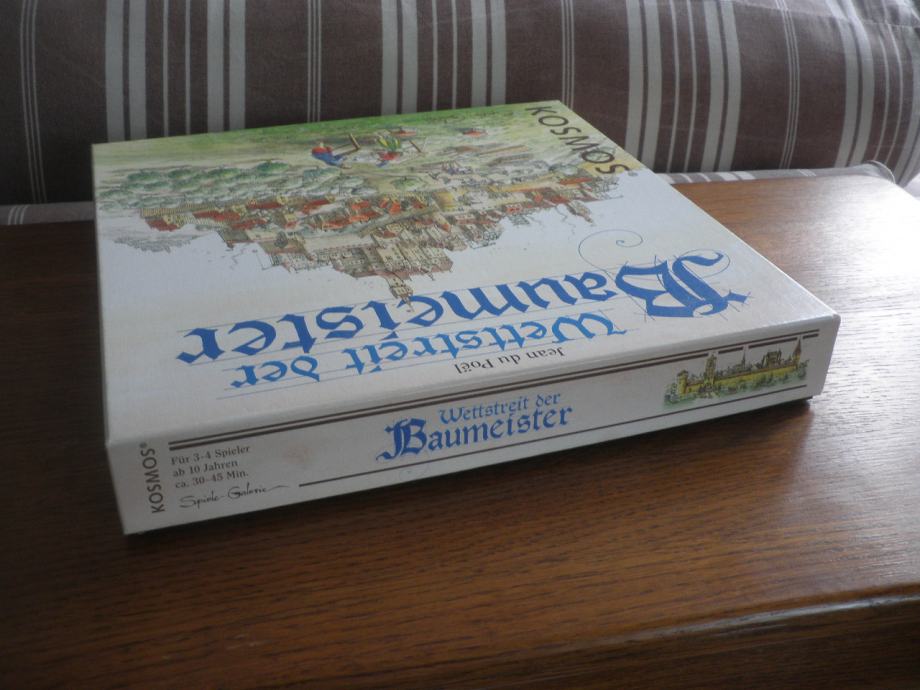 KOSMOS®
Jean du Poël
Wettstreit der
Baumeister
KOSMOS®
Für 3-4 Spieler
ab 10 Jahren
ca. 30-45 Min.
Spiele-Galerie
Wettstreit der
Baumeister